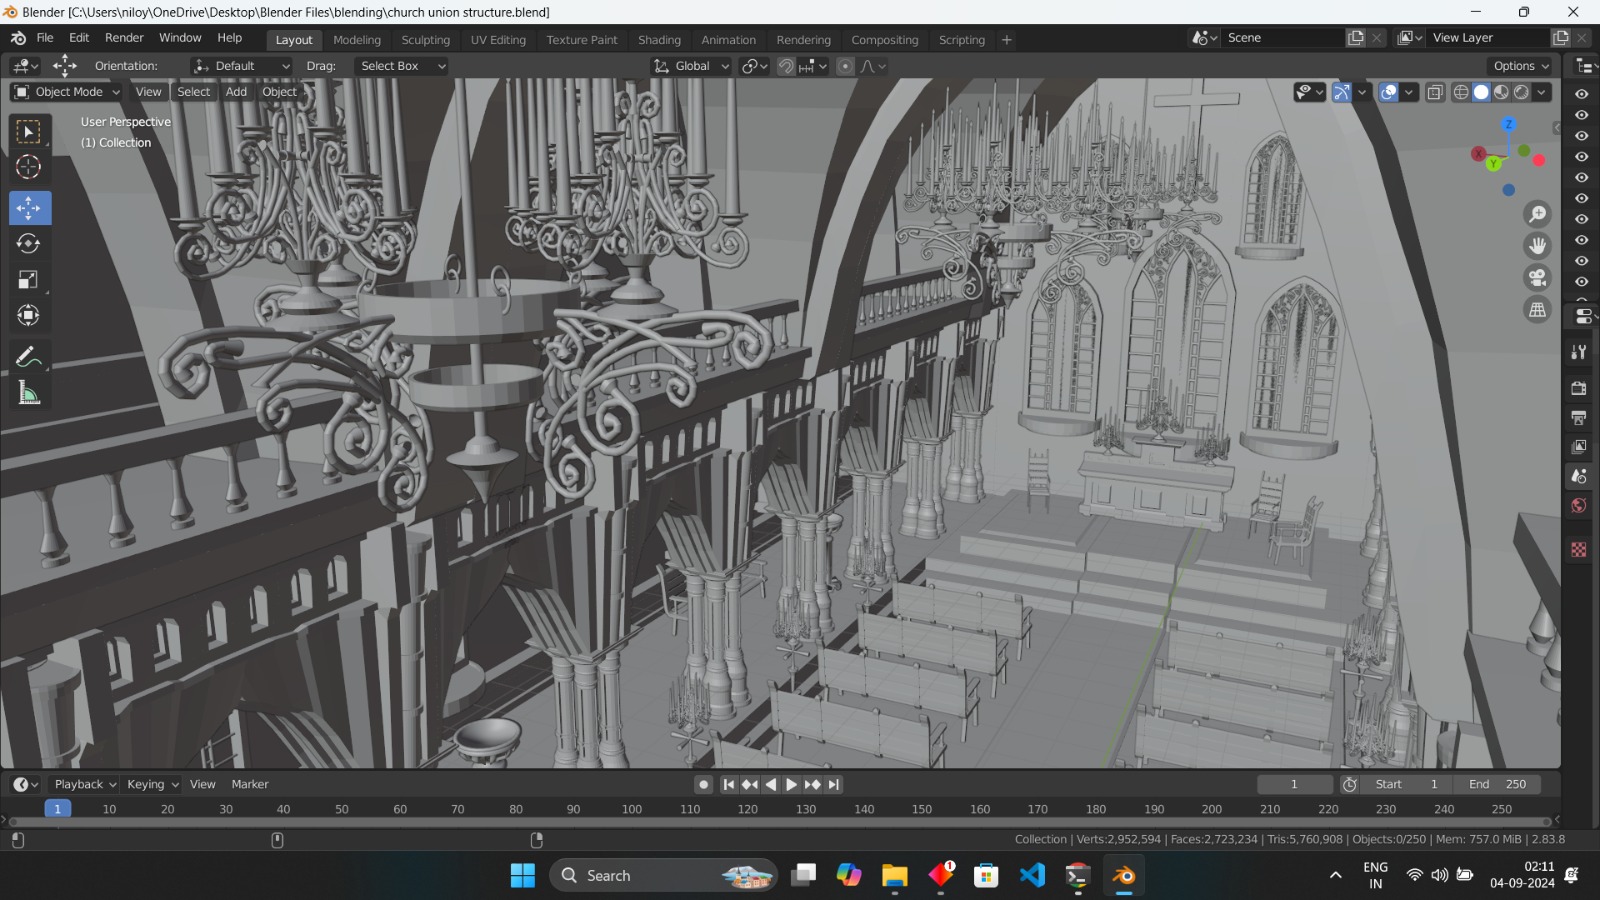 Blender [C:\Users\niloy\OneDrive\Desktop\Blender Files\blending\church union structure.blend]
File Edit Render Window Help Layout Modeling Sculpting UV Editing Texture Paint Shading Animation Rendering Compositing Scripting + Scene View Layer
Orientation: Default Drag: Select Box Global Options
Object Mode View Select Add Object
User Perspective
(1) Collection
Z
X
Y
Playback Keying View Marker 1 Start 1 End 250
1 10 20 30 40 50 60 70 80 90 100 110 120 130 140 150 160 170 180 190 200 210 220 230 240 250
Collection | Verts:2,952,594 | Faces:2,723,234 | Tris:5,760,908 | Objects:0/250 | Mem: 757.0 MiB | 2.83.8
Search 1 ENG 02:11
IN 04-09-2024